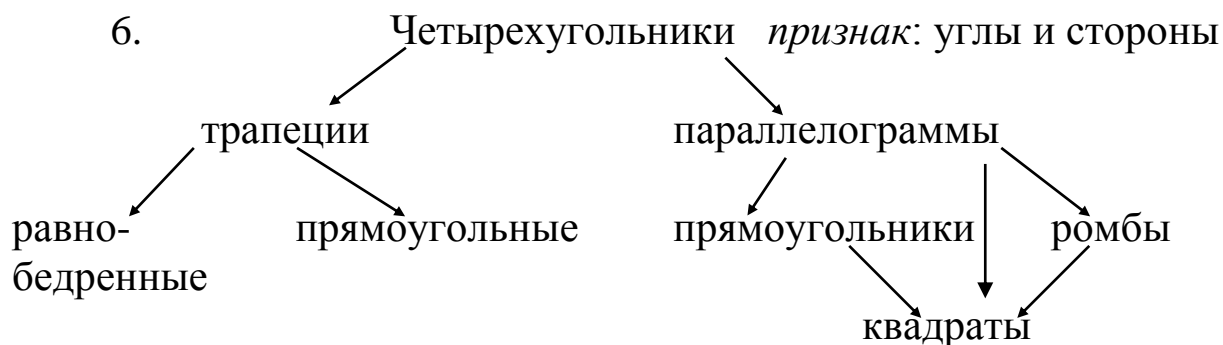 6. Четырехугольники признак: углы и стороны
трапеции параллелограммы
равно- прямоугольные прямоугольники ромбы
бедренные
квадраты